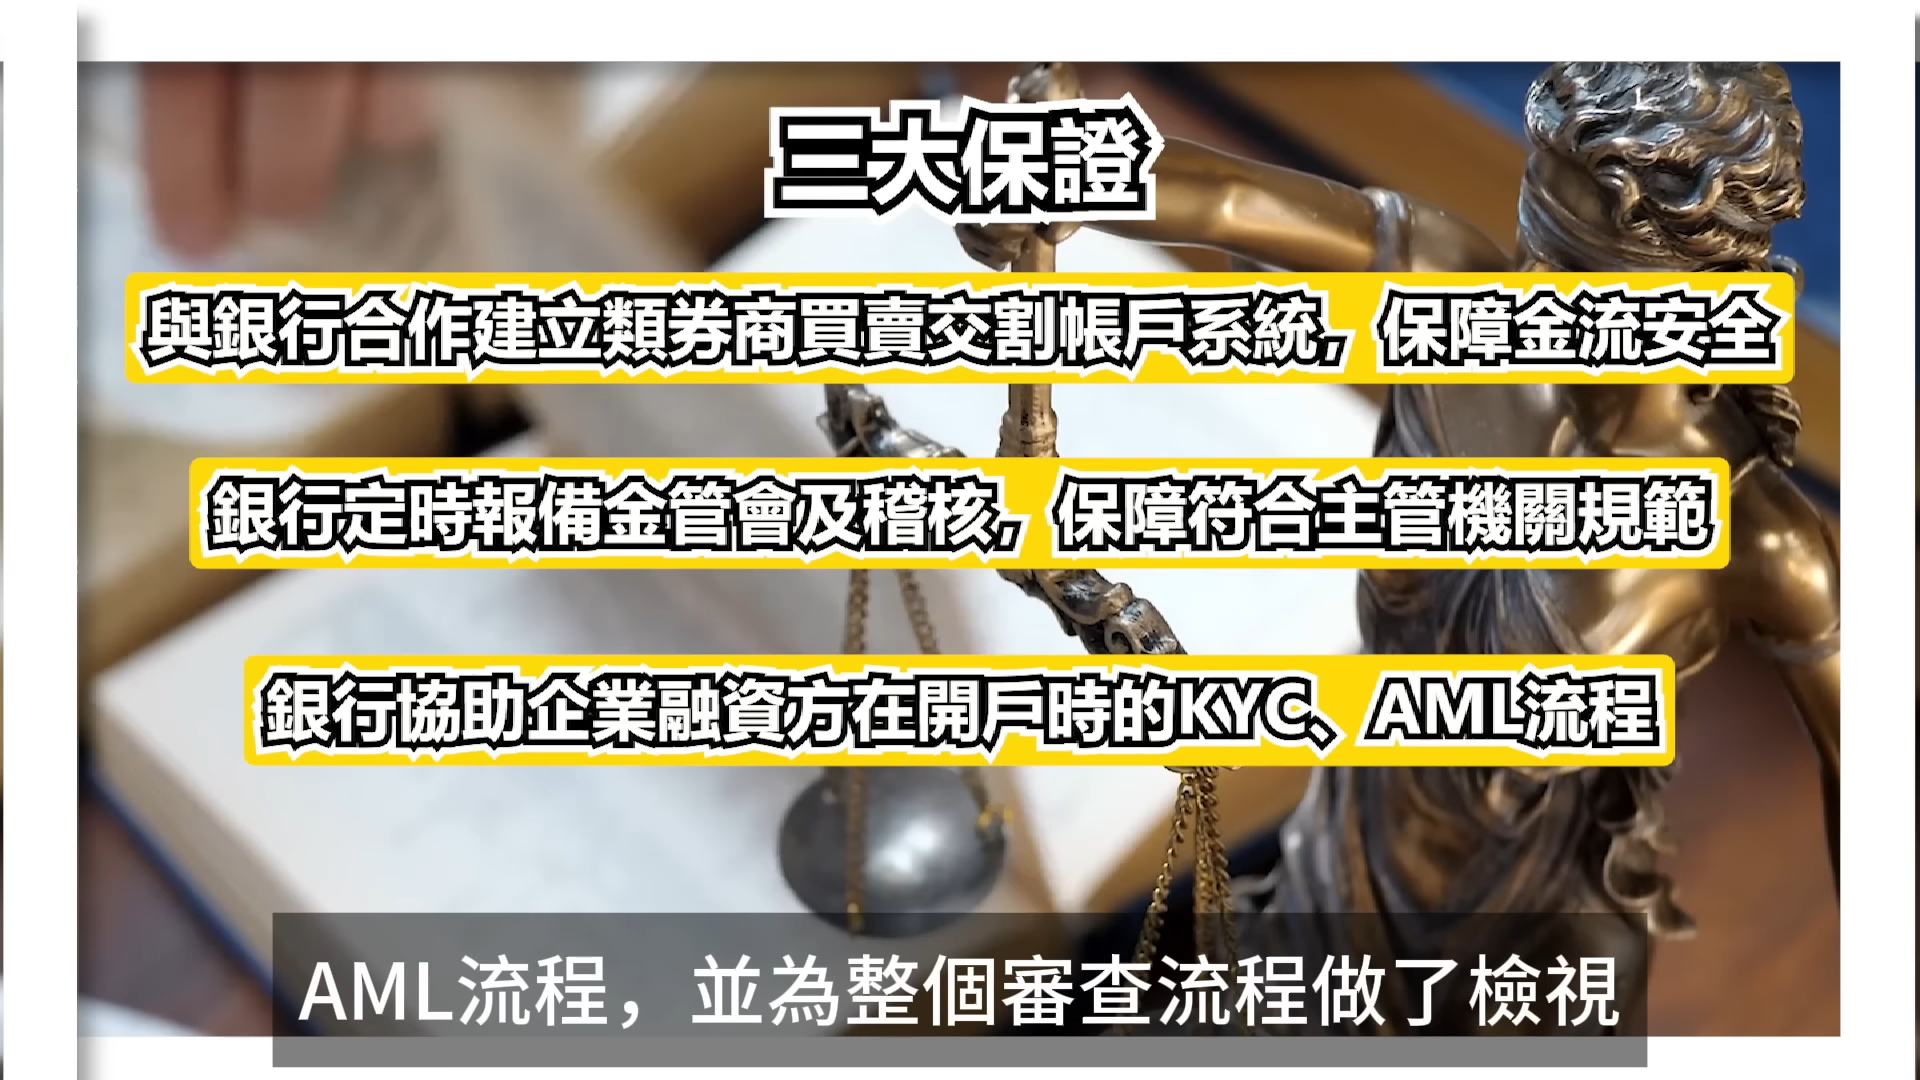 三大保證
與銀行合作建立類券商買賣交割帳戶系統，保障金流安全
銀行定時報備金管會及稽核，保障符合主管機關規範
銀行協助企業融資方在開戶時的KYC、AML流程
AML流程，並為整個審查流程做了檢視